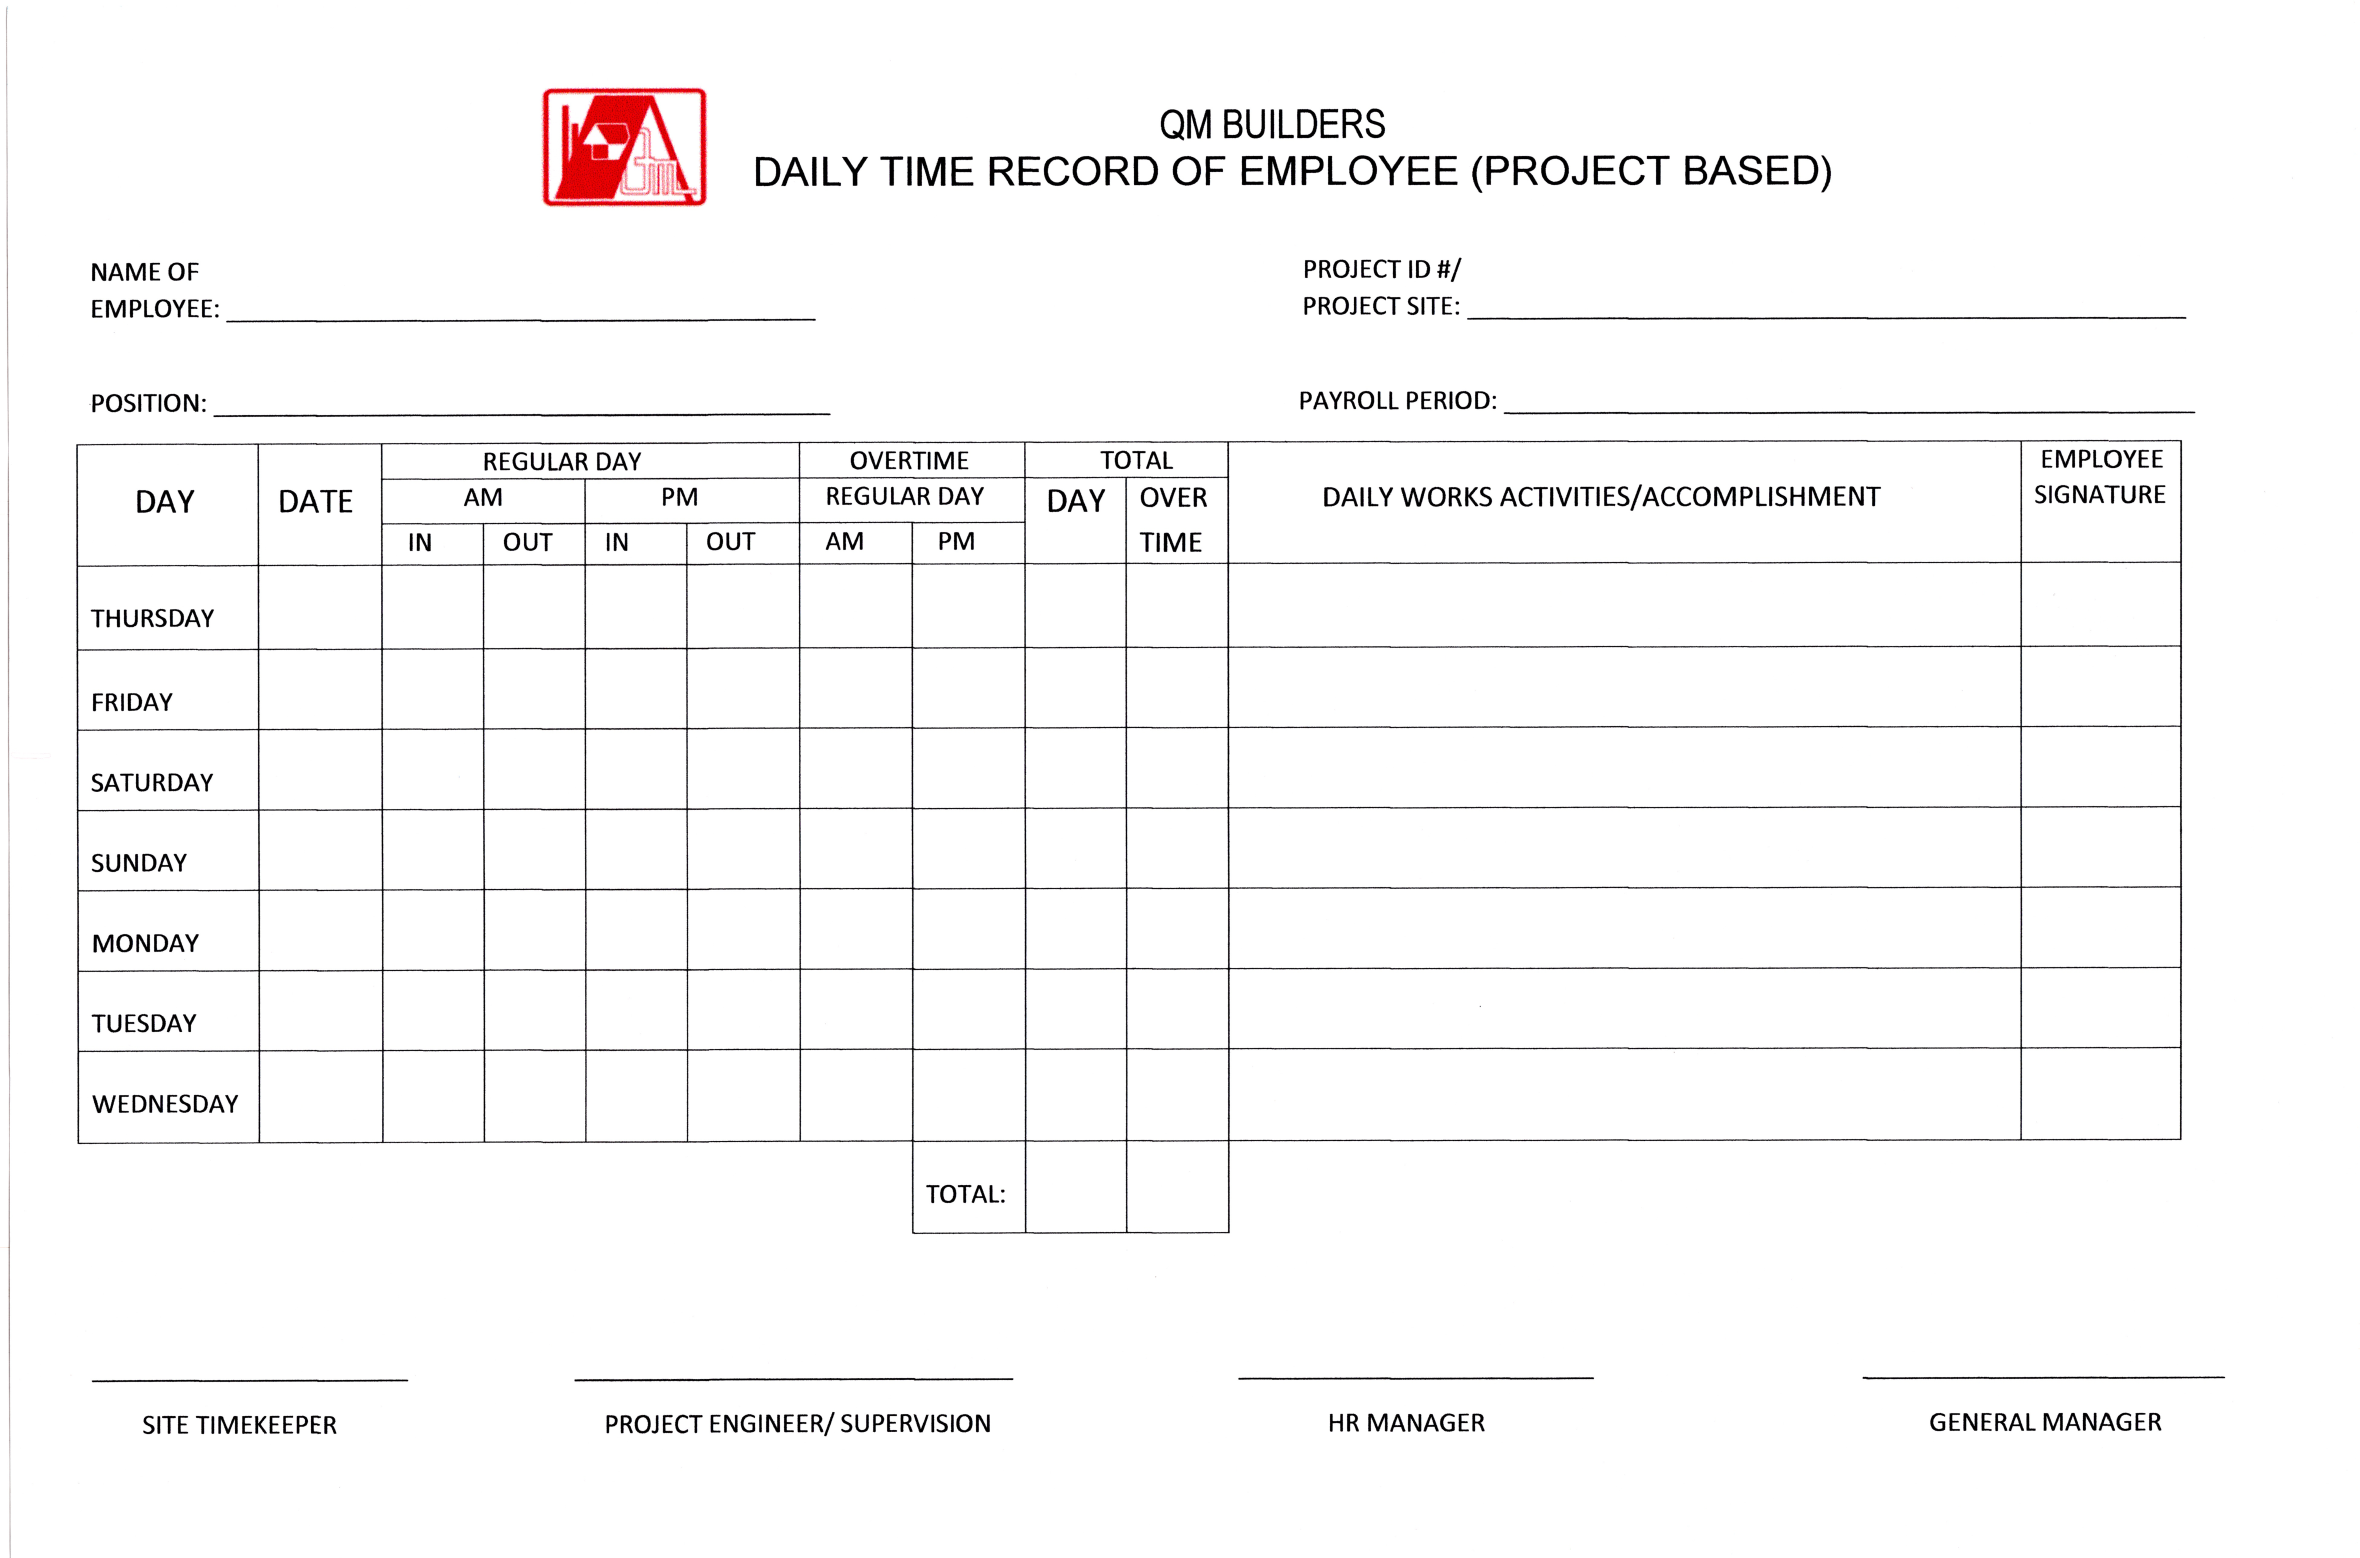 QM BUILDERS
DAILY TIME RECORD OF EMPLOYEE (PROJECT BASED)
NAME OF
EMPLOYEE:
PROJECT ID #/
PROJECT SITE:
POSITION:
PAYROLL PERIOD:
DAY DATE REGULAR DAY OVERTIME TOTAL DAILY WORKS ACTIVITIES/ACCOMPLISHMENT EMPLOYEE SIGNATURE
AM PM REGULAR DAY DAY OVER TIME
IN OUT IN OUT AM PM
THURSDAY
FRIDAY
SATURDAY
SUNDAY
MONDAY
TUESDAY
WEDNESDAY
TOTAL:
SITE TIMEKEEPER
PROJECT ENGINEER/ SUPERVISION
HR MANAGER
GENERAL MANAGER